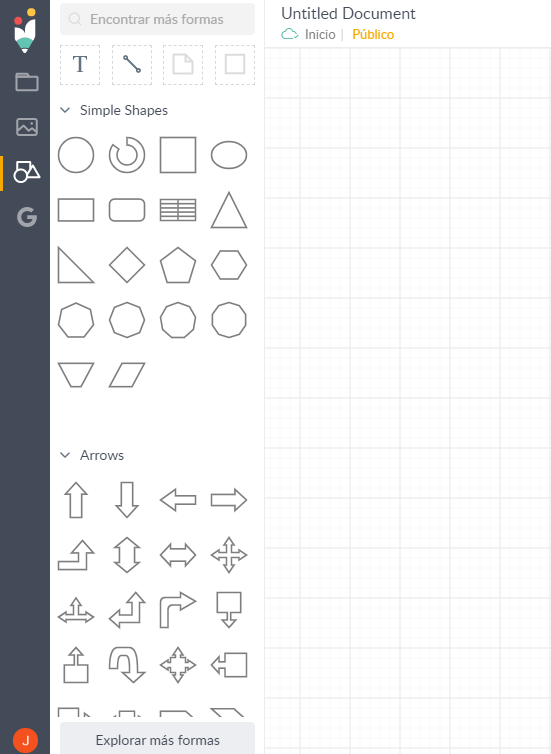 Encontrar más formas
T
Simple Shapes
Arrows
Explorar más formas
G
J
Untitled Document
Inicio | Público